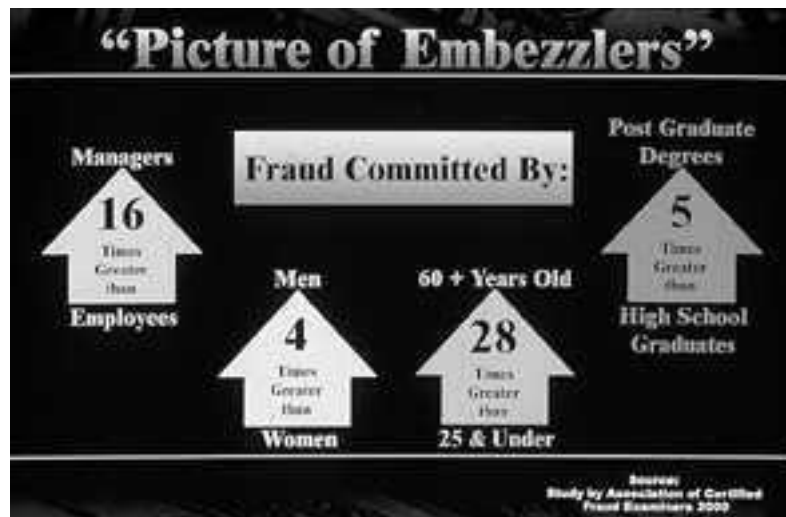 “Picture of Embezzlers”
Fraud Committed By:
Managers
16
Times
Greater
than
Employees
Men
4
Times
Greater
than
Women
60 + Years Old
28
Times
Greater
than
25 & Under
Post Graduate
Degrees
5
Times
Greater
than
High School
Graduates
Source:
Study by Association of Certified
Fraud Examiners 2000